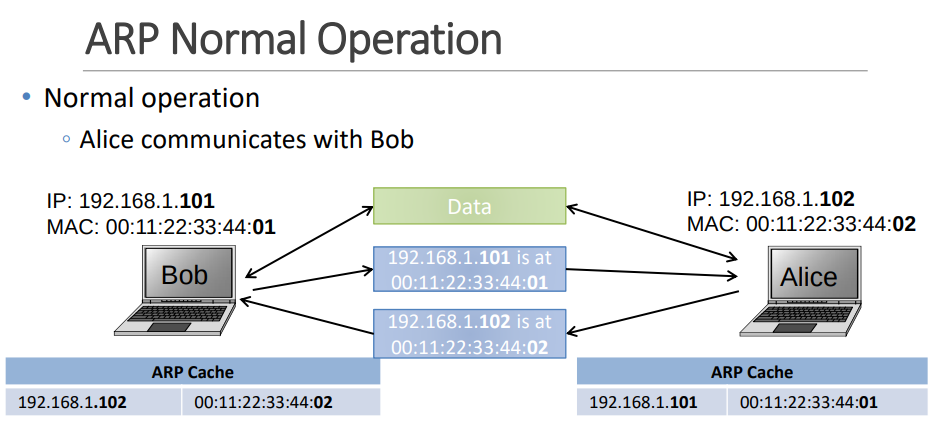 ARP Normal Operation
• Normal operation
◦ Alice communicates with Bob
IP: 192.168.1.101
MAC: 00:11:22:33:44:01
Bob
Data
192.168.1.101 is at
00:11:22:33:44:01
192.168.1.102 is at
00:11:22:33:44:02
IP: 192.168.1.102
MAC: 00:11:22:33:44:02
Alice
ARP Cache
192.168.1.102 00:11:22:33:44:02
ARP Cache
192.168.1.101 00:11:22:33:44:01